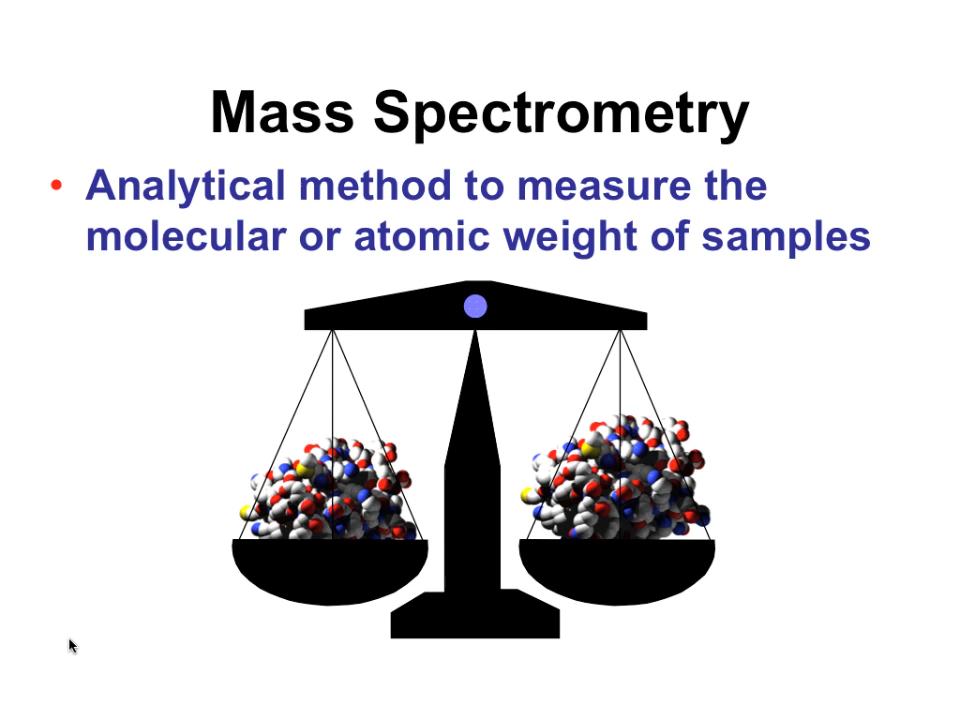 Mass Spectrometry
• Analytical method to measure the
molecular or atomic weight of samples